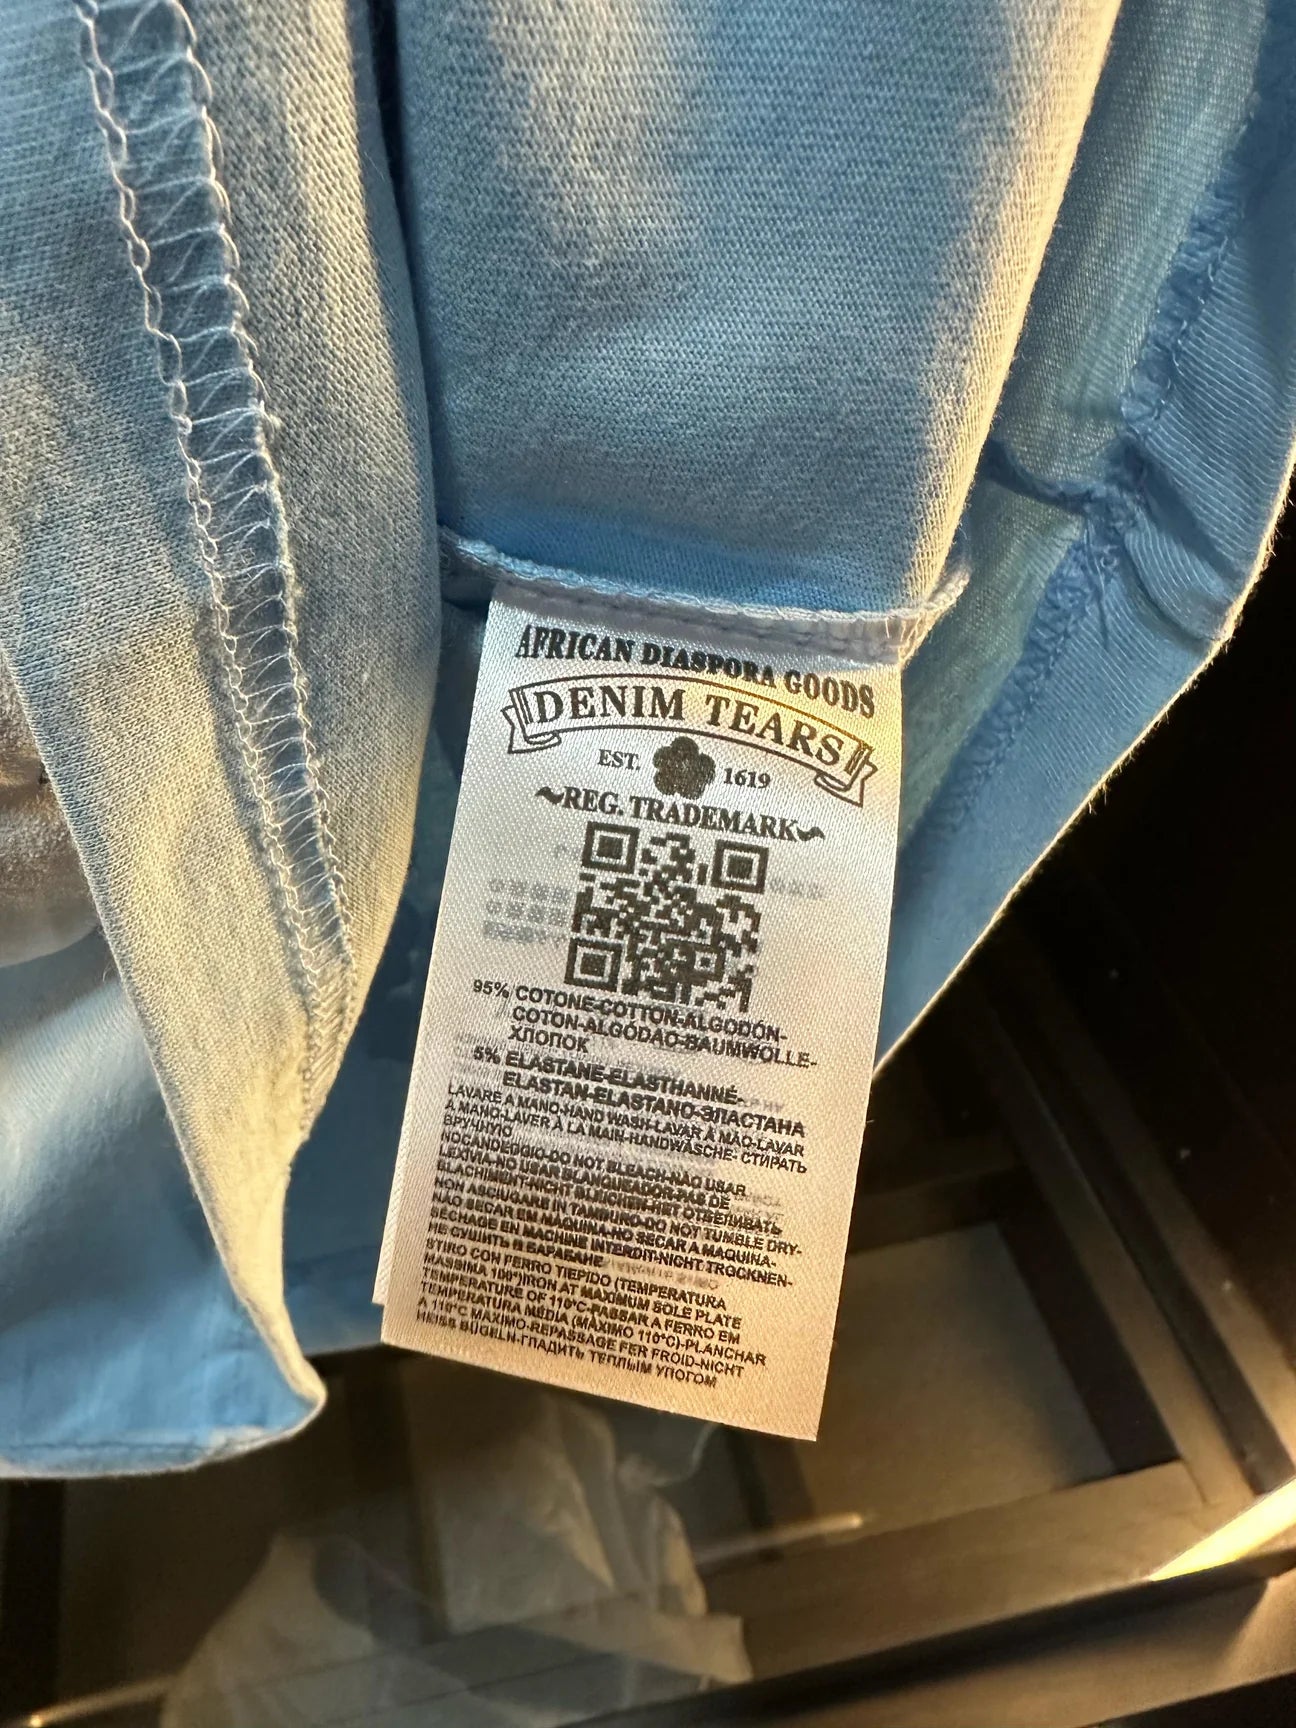 AFRICAN DIASPORA GOODS
DENIM TEARS
EST. 1619
~REG. TRADEMARK~
95% COTONE-COTTON-ALGODÓN-
COTON-ALGODÃO-BAUMWOLLE-
ХЛОПОК
5% ELASTANE-ELASTHANNE-
ELASTAN-ELASTANO-ЭЛАСТАНА
LAVARE A MANO-HAND WASH-LAVAR À MÃO-LAVAR
A MANO-LAVER À LA MAIN-HANDWÄSCHE- СТИРАТЬ
ВРУЧНУЮ
NOCANDEGGIO-DO NOT BLEACH-NÃO USAR
LEXIVIA-NO USAR BLANQUEADOR-PAS DE
BLACHIMENT-NICHT BLEICHEN-НЕТ ОТБЕЛИВАТЬ
NON ASCIUGARE IN TAMBURO-DO NOT TUMBLE DRY-
NÃO SECAR EM MÁQUINA-NO SECAR A MAQUINA-
SÉCHAGE EN MACHINE INTERDIT-NICHT TROCKNEN-
НЕ СУШИТЬ В БАРАБАНЕ
STIRO CON FERRO TIEPIDO (TEMPERATURA
MASSIMA 100°)IRON AT MAXIMUM SOLE PLATE
TEMPERATURE OF 110°C-PASSAR A FERRO EM
TEMPERATURA MÉDIA (MÁXIMO 110°C)-PLANCHAR
A 110°C MAXIMO-REPASSAGE FER FROID-NICHT
HEISS BÜGELN-ГЛАДИТЬ ТЕПЛЫМ УПОГОМ